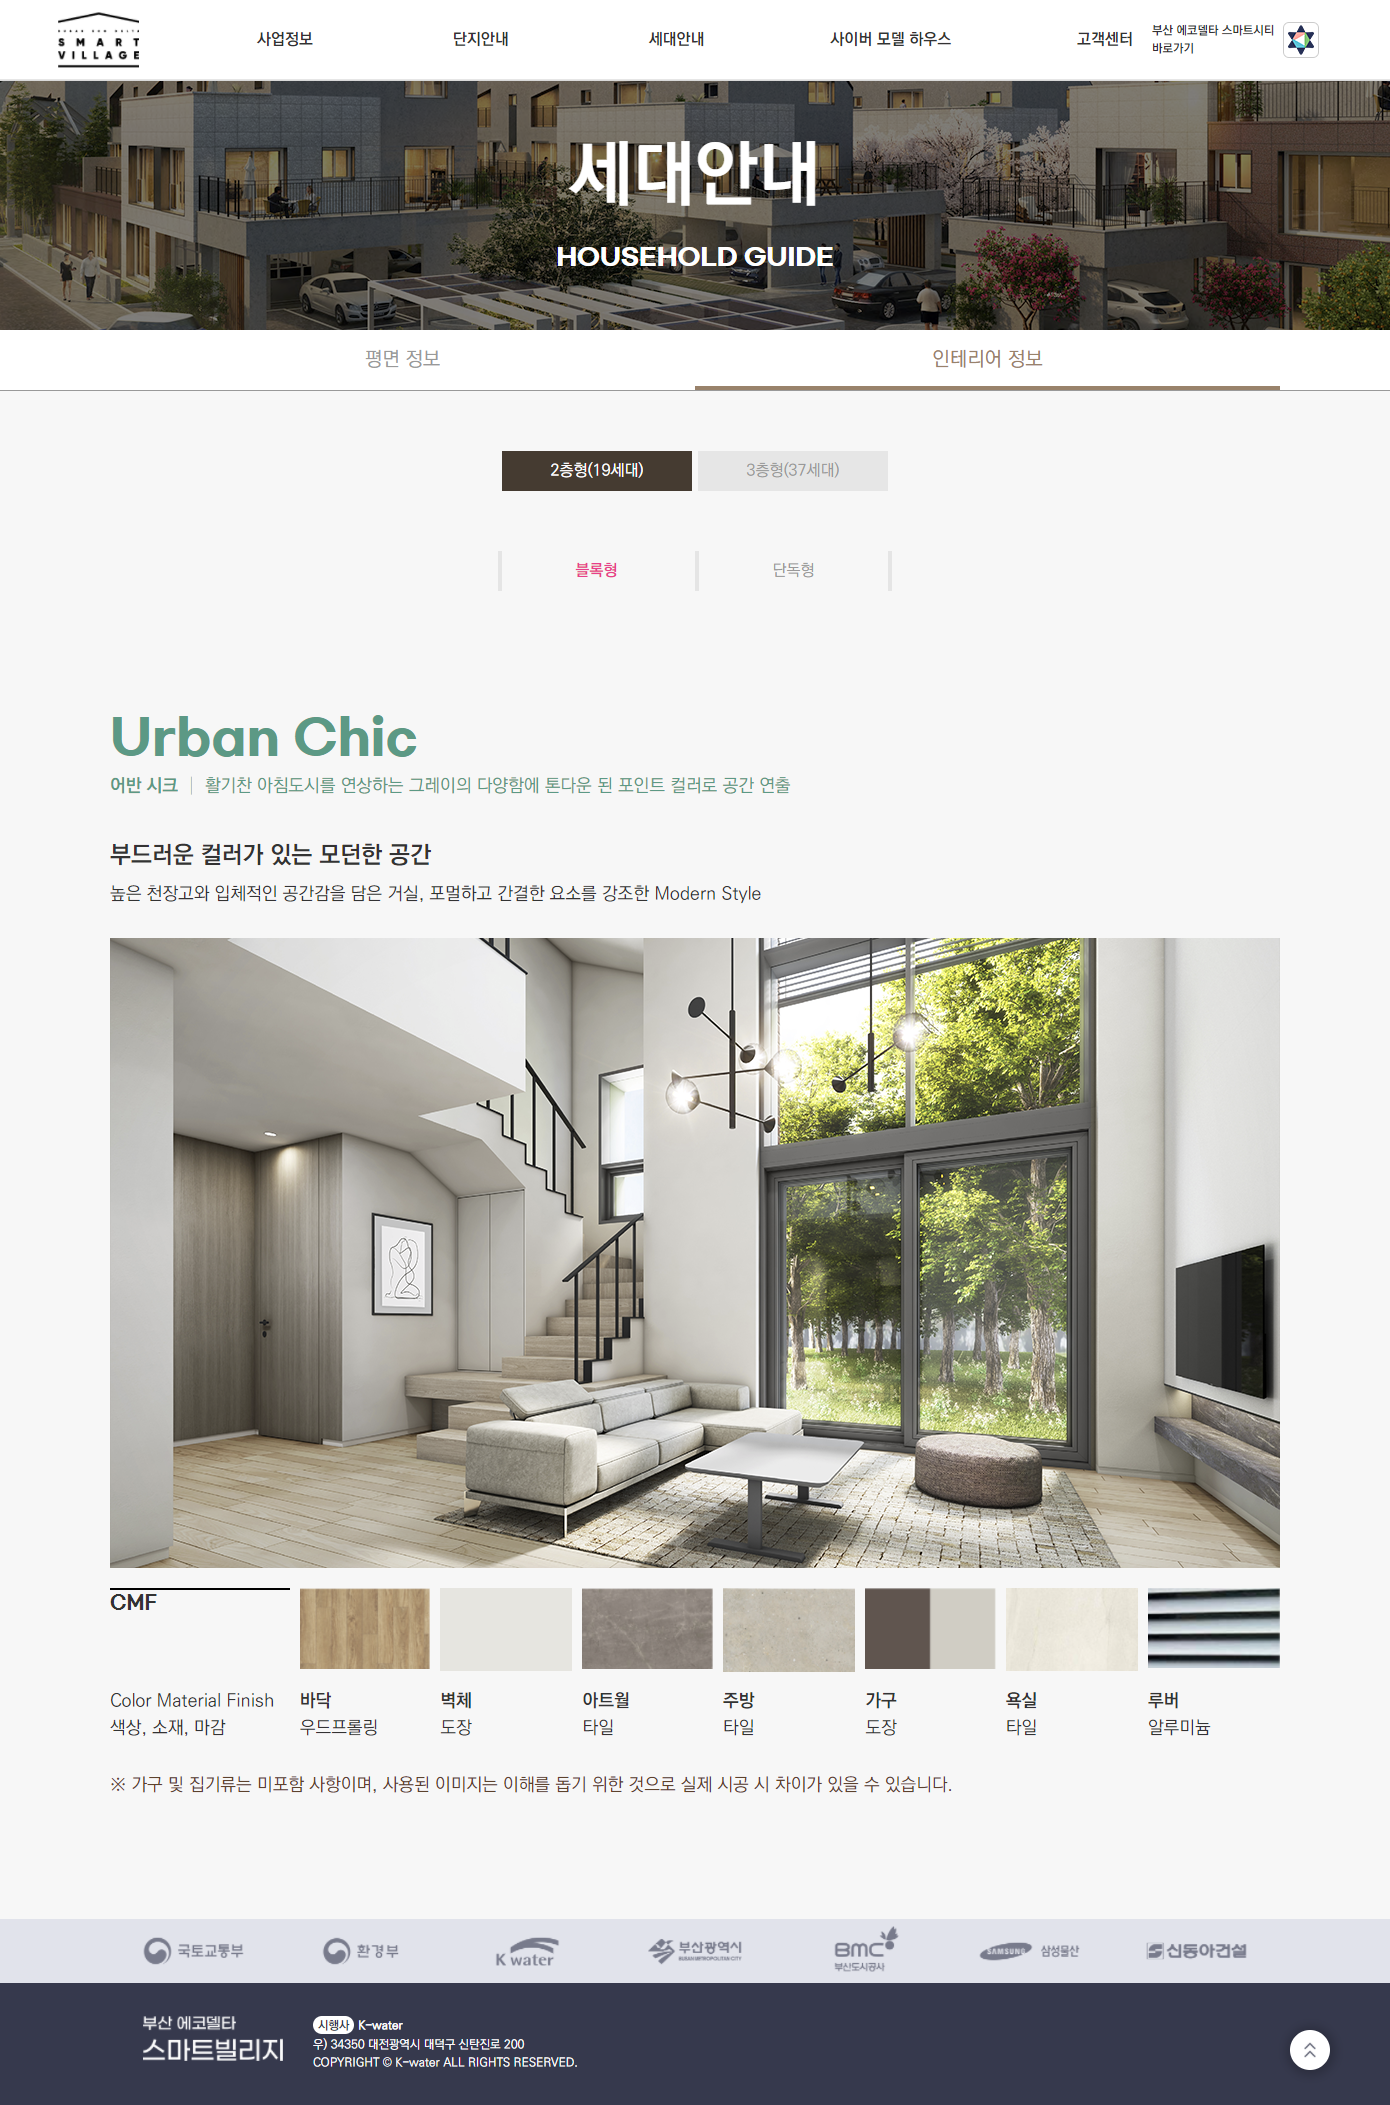 SMART
VILLAGE
사업정보
단지안내
세대안내
사이버 모델 하우스
고객센터
부산 에코델타 스마트시티
바로가기
세대안내
HOUSEHOLD GUIDE
평면 정보
인테리어 정보
2층형(19세대)
3층형(37세대)
블록형
단독형
Urban Chic
어반 시크 | 활기찬 아침도시를 연상하는 그레이의 다양함에 톤다운 된 포인트 컬러로 공간 연출
부드러운 컬러가 있는 모던한 공간
높은 천장고와 입체적인 공간감을 담은 거실, 포멀하고 간결한 요소를 강조한 Modern Style
CMF
Color Material Finish
색상, 소재, 마감
바닥
우드프롤링
벽체
도장
아트월
타일
주방
타일
가구
도장
욕실
타일
루버
알루미늄
※ 가구 및 집기류는 미포함 사항이며, 사용된 이미지는 이해를 돕기 위한 것으로 실제 시공 시 차이가 있을 수 있습니다.
국토교통부
환경부
K water
부산광역시
BUSAN METROPOLITAN CITY
BMC
부산도시공사
SAMSUNG 삼성물산
신동아건설
부산 에코델타
스마트빌리지
시행사 K-water
우) 34350 대전광역시 대덕구 신탄진로 200
COPYRIGHT © K-water ALL RIGHTS RESERVED.